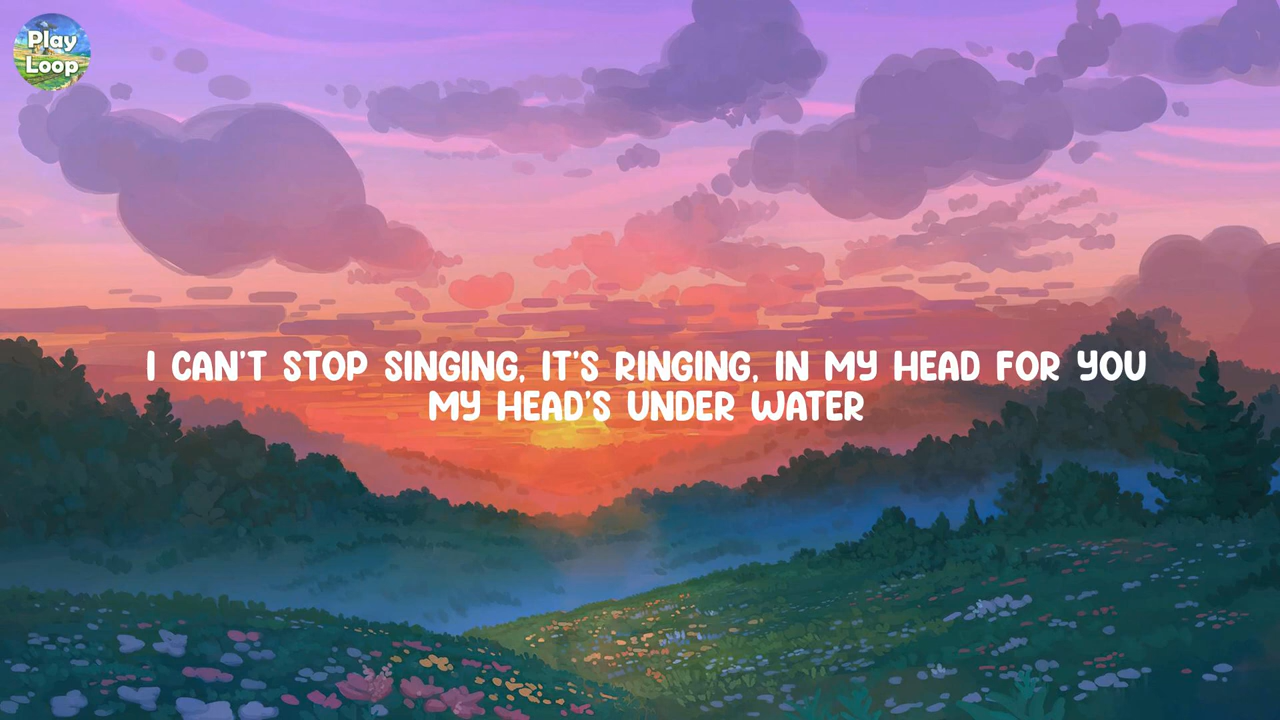 Play
Loop
I CAN'T STOP SINGING, IT'S RINGING, IN MY HEAD FOR YOU
MY HEAD'S UNDER WATER